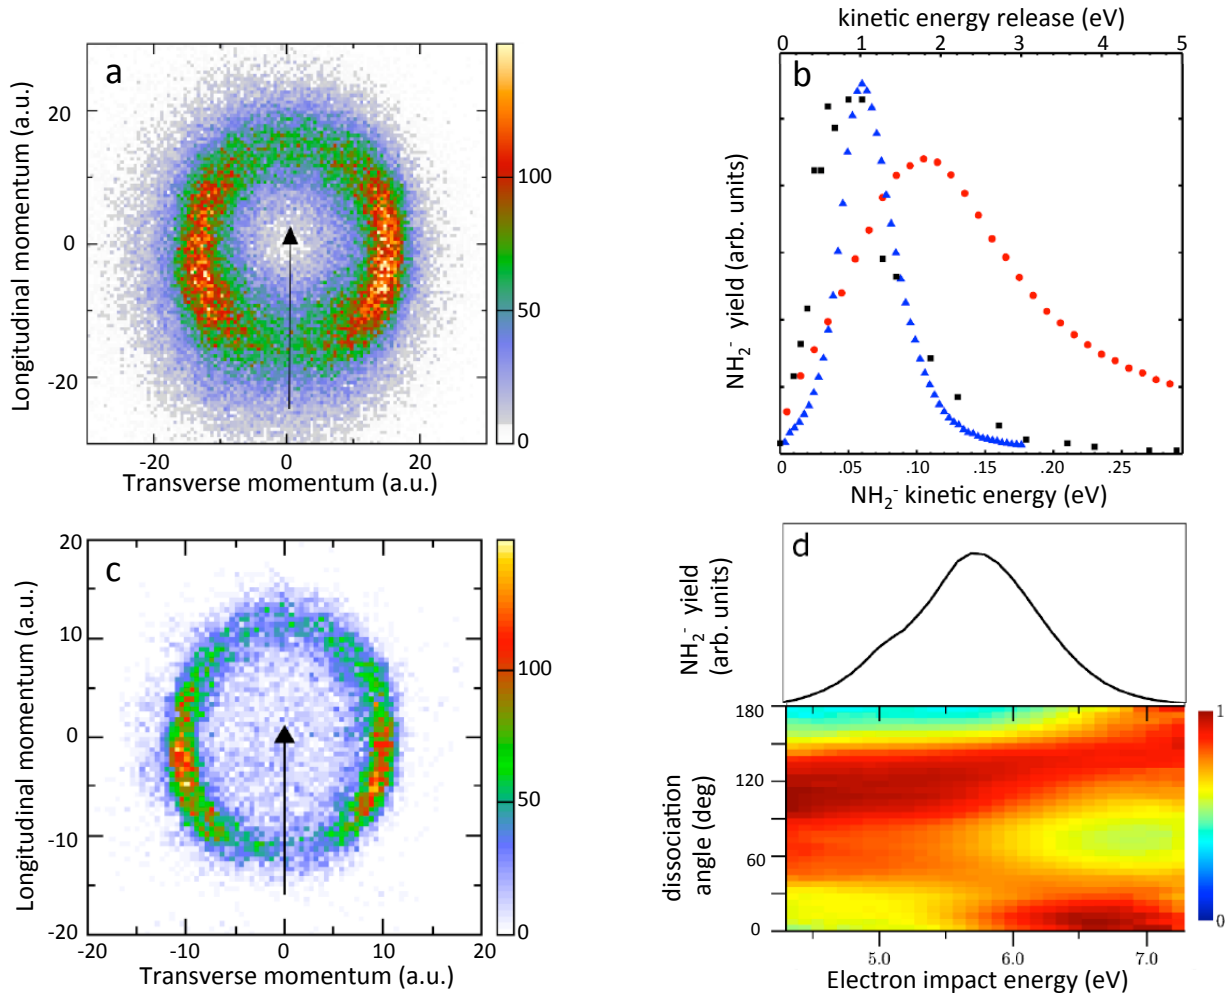 a
Longitudinal momentum (a.u.)
20
0
-20
-20
0
20
Transverse momentum (a.u.)
100
50
0
kinetic energy release (eV)
0
1
2
3
4
5
b
NH₂⁻ yield (arb. units)
0
.05
.10
.15
.20
.25
NH₂⁻ kinetic energy (eV)
c
Longitudinal momentum (a.u.)
20
10
0
-10
-20
-20
-10
0
10
20
Transverse momentum (a.u.)
100
50
0
d
NH₂⁻ yield
(arb. units)
dissociation
angle (deg)
180
120
60
0
5.0
6.0
7.0
Electron impact energy (eV)
1
0